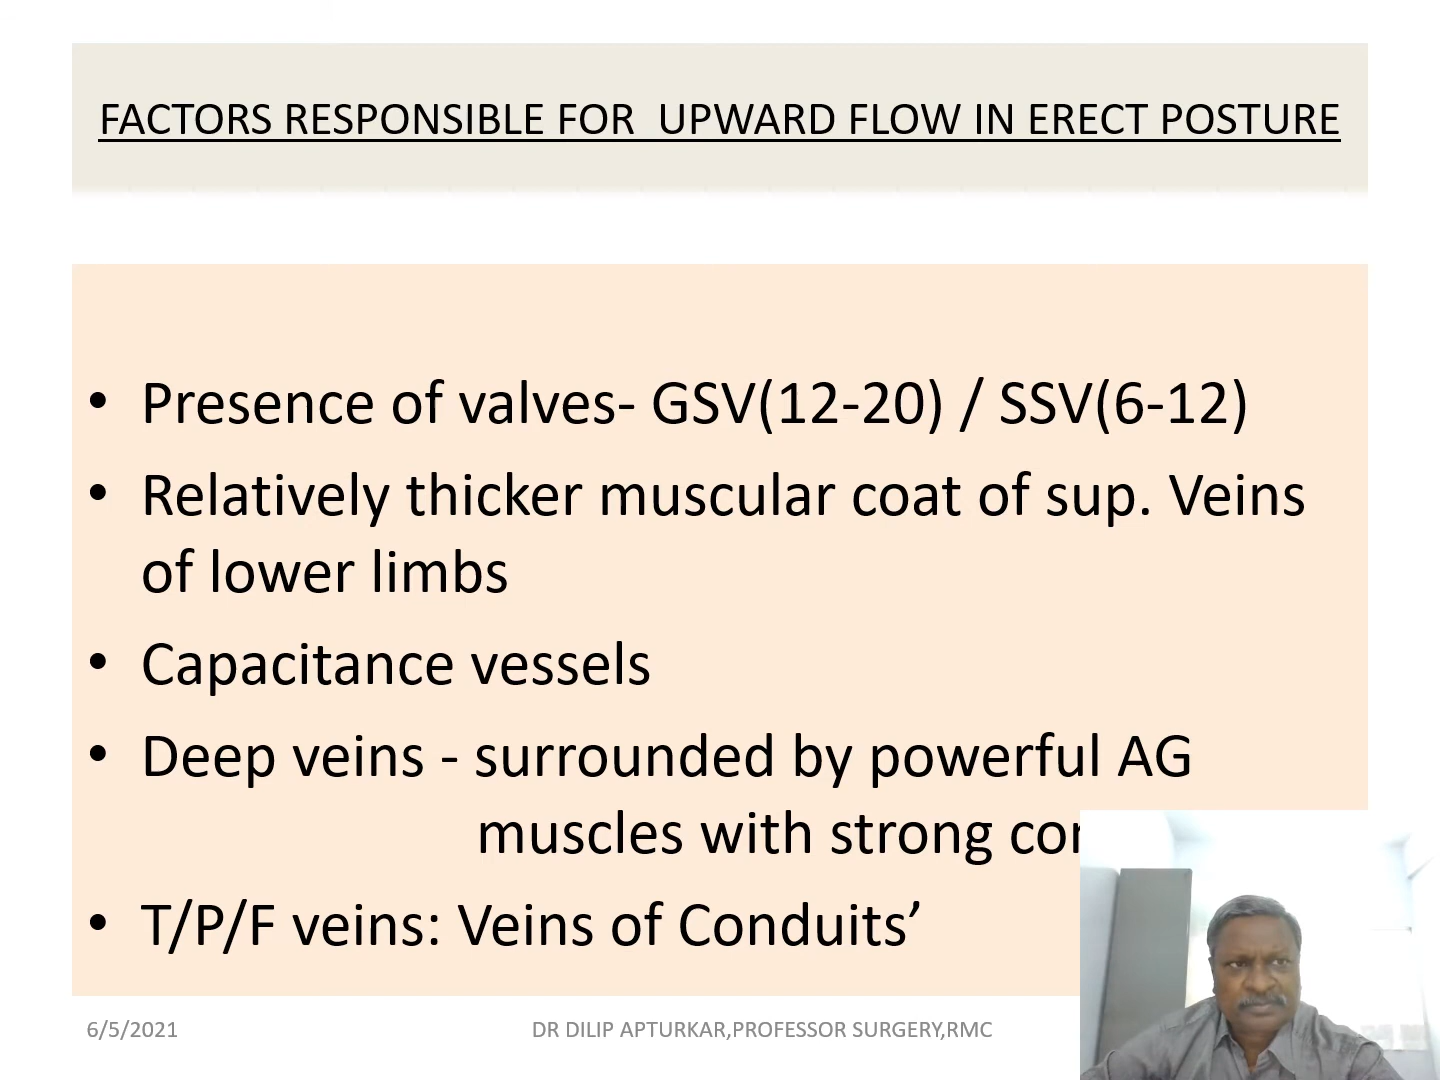 FACTORS RESPONSIBLE FOR UPWARD FLOW IN ERECT POSTURE
• Presence of valves- GSV(12-20) / SSV(6-12)
• Relatively thicker muscular coat of sup. Veins
of lower limbs
• Capacitance vessels
• Deep veins - surrounded by powerful AG
muscles with strong
• T/P/F veins: Veins of Conduits’
6/5/2021
DR DILIP APTURKAR,PROFESSOR SURGERY,RMC